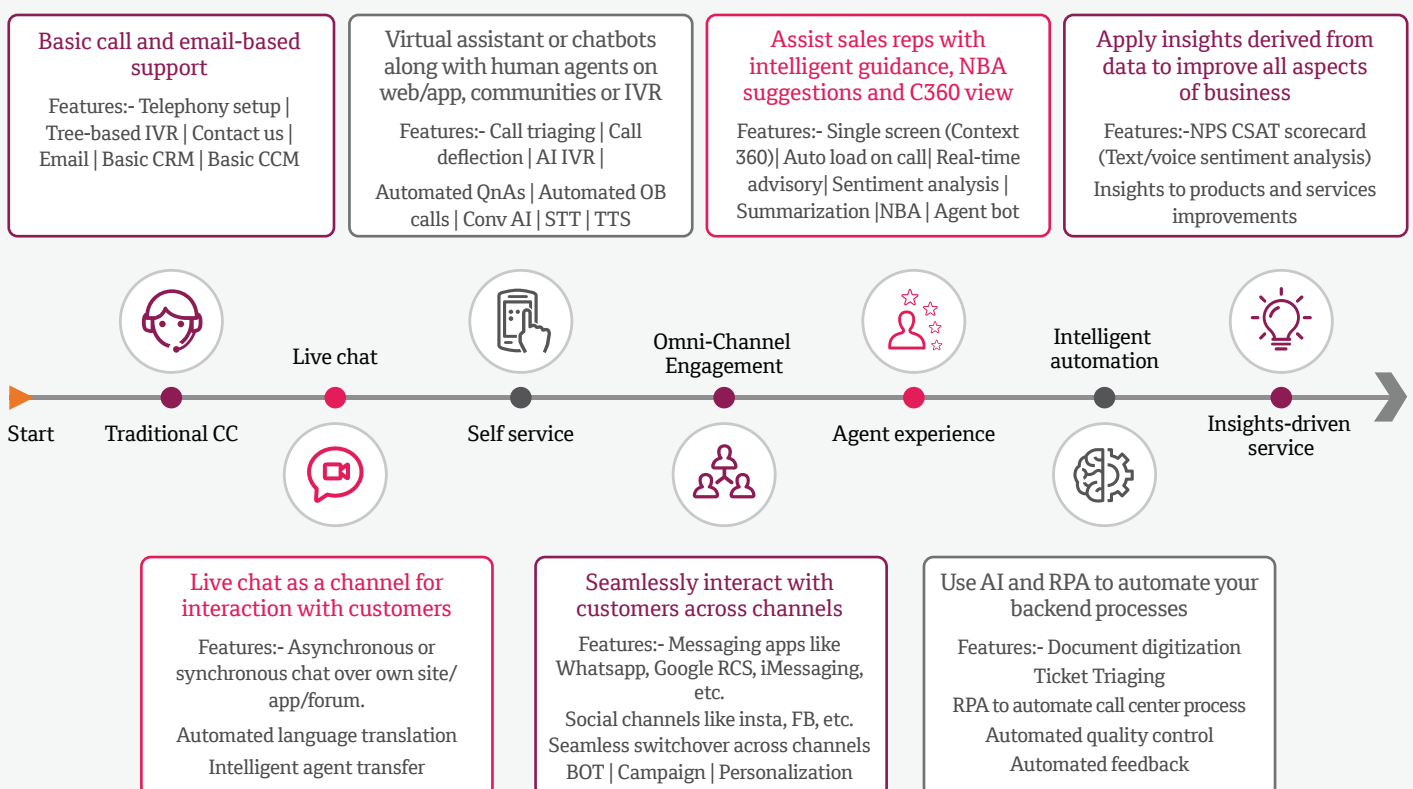 Basic call and email-based
support
Features:- Telephony setup |
Tree-based IVR | Contact us |
Email | Basic CRM | Basic CCM
Virtual assistant or chatbots
along with human agents on
web/app, communities or IVR
Features:- Call triaging | Call
deflection | AI IVR |
Automated QnAs | Automated OB
calls | Conv AI | STT | TTS
Assist sales reps with
intelligent guidance, NBA
suggestions and C360 view
Features:- Single screen (Context
360)| Auto load on call| Real-time
advisory| Sentiment analysis |
Summarization |NBA | Agent bot
Apply insights derived from
data to improve all aspects
of business
Features:-NPS CSAT scorecard
(Text/voice sentiment analysis)
Insights to products and services
improvements
Start
Traditional CC
Live chat
Self service
Omni-Channel
Engagement
Agent experience
Intelligent
automation
Insights-driven
service
Live chat as a channel for
interaction with customers
Features:- Asynchronous or
synchronous chat over own site/
app/forum.
Automated language translation
Intelligent agent transfer
Seamlessly interact with
customers across channels
Features:- Messaging apps like
Whatsapp, Google RCS, iMessaging,
etc.
Social channels like insta, FB, etc.
Seamless switchover across channels
BOT | Campaign | Personalization
Use AI and RPA to automate your
backend processes
Features:- Document digitization
Ticket Triaging
RPA to automate call center process
Automated quality control
Automated feedback